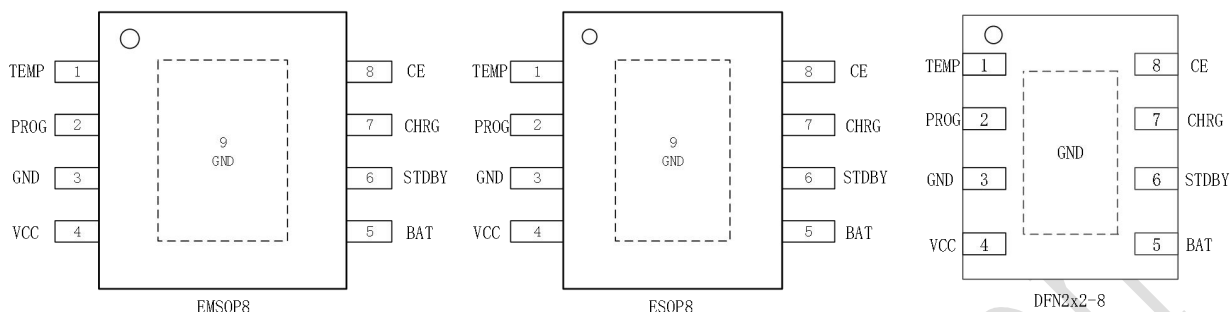 TEMP 1 8 CE
PROG 2 7 CHRG
9
GND
GND 3 6 STDBY
VCC 4 5 BAT
EMSOP8
TEMP 1 8 CE
PROG 2 7 CHRG
9
GND
GND 3 6 STDBY
VCC 4 5 BAT
ESOP8
TEMP 1 8 CE
PROG 2 7 CHRG
GND
GND 3 6 STDBY
VCC 4 5 BAT
DFN2x2-8